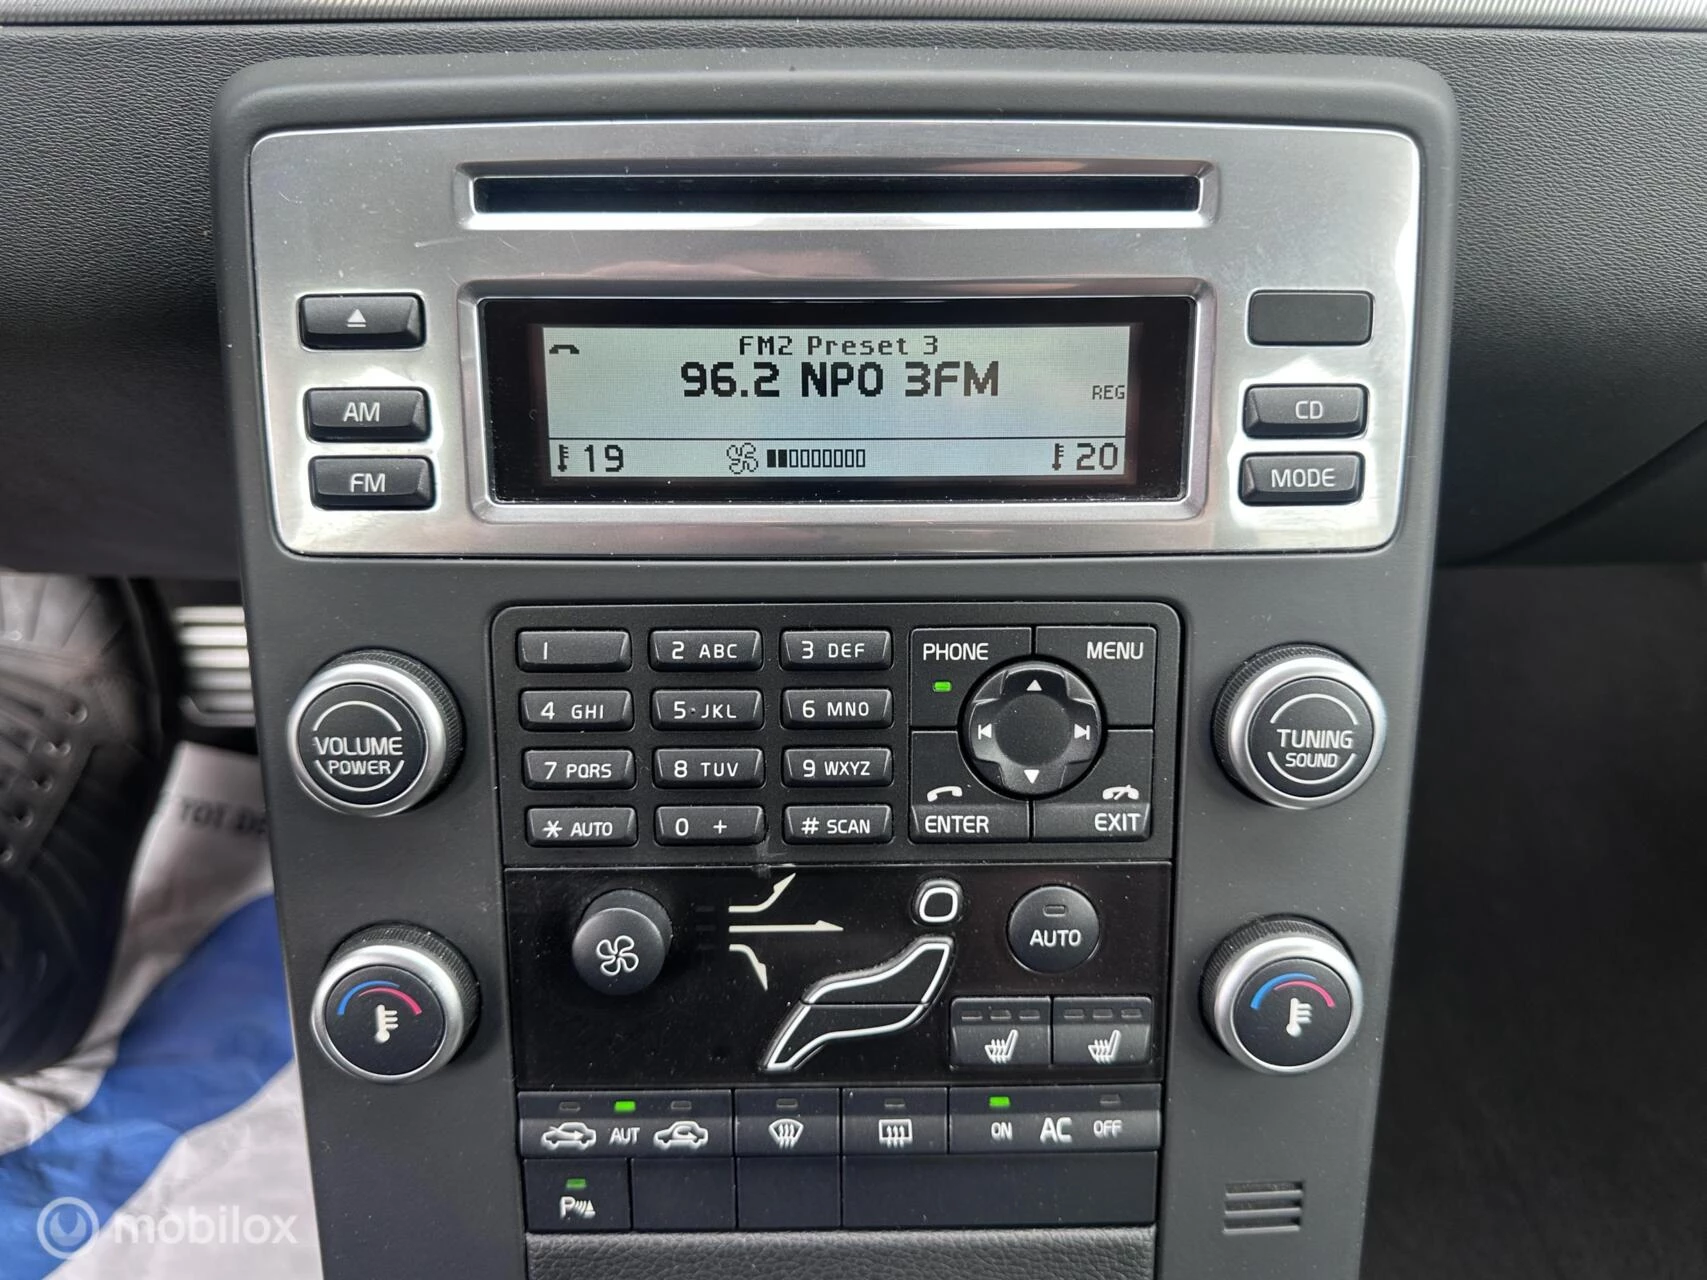 FM2 Preset 3
96.2 NPO 3FM
REG
19
20
AM
FM
CD
MODE
1
2 ABC
3 DEF
4 GHI
5 JKL
6 MNO
7 PQRS
8 TUV
9 WXYZ
* AUTO
0 +
# SCAN
PHONE
MENU
ENTER
EXIT
VOLUME
POWER
TUNING
SOUND
AUTO
AUT
ON AC OFF
P
mobilox